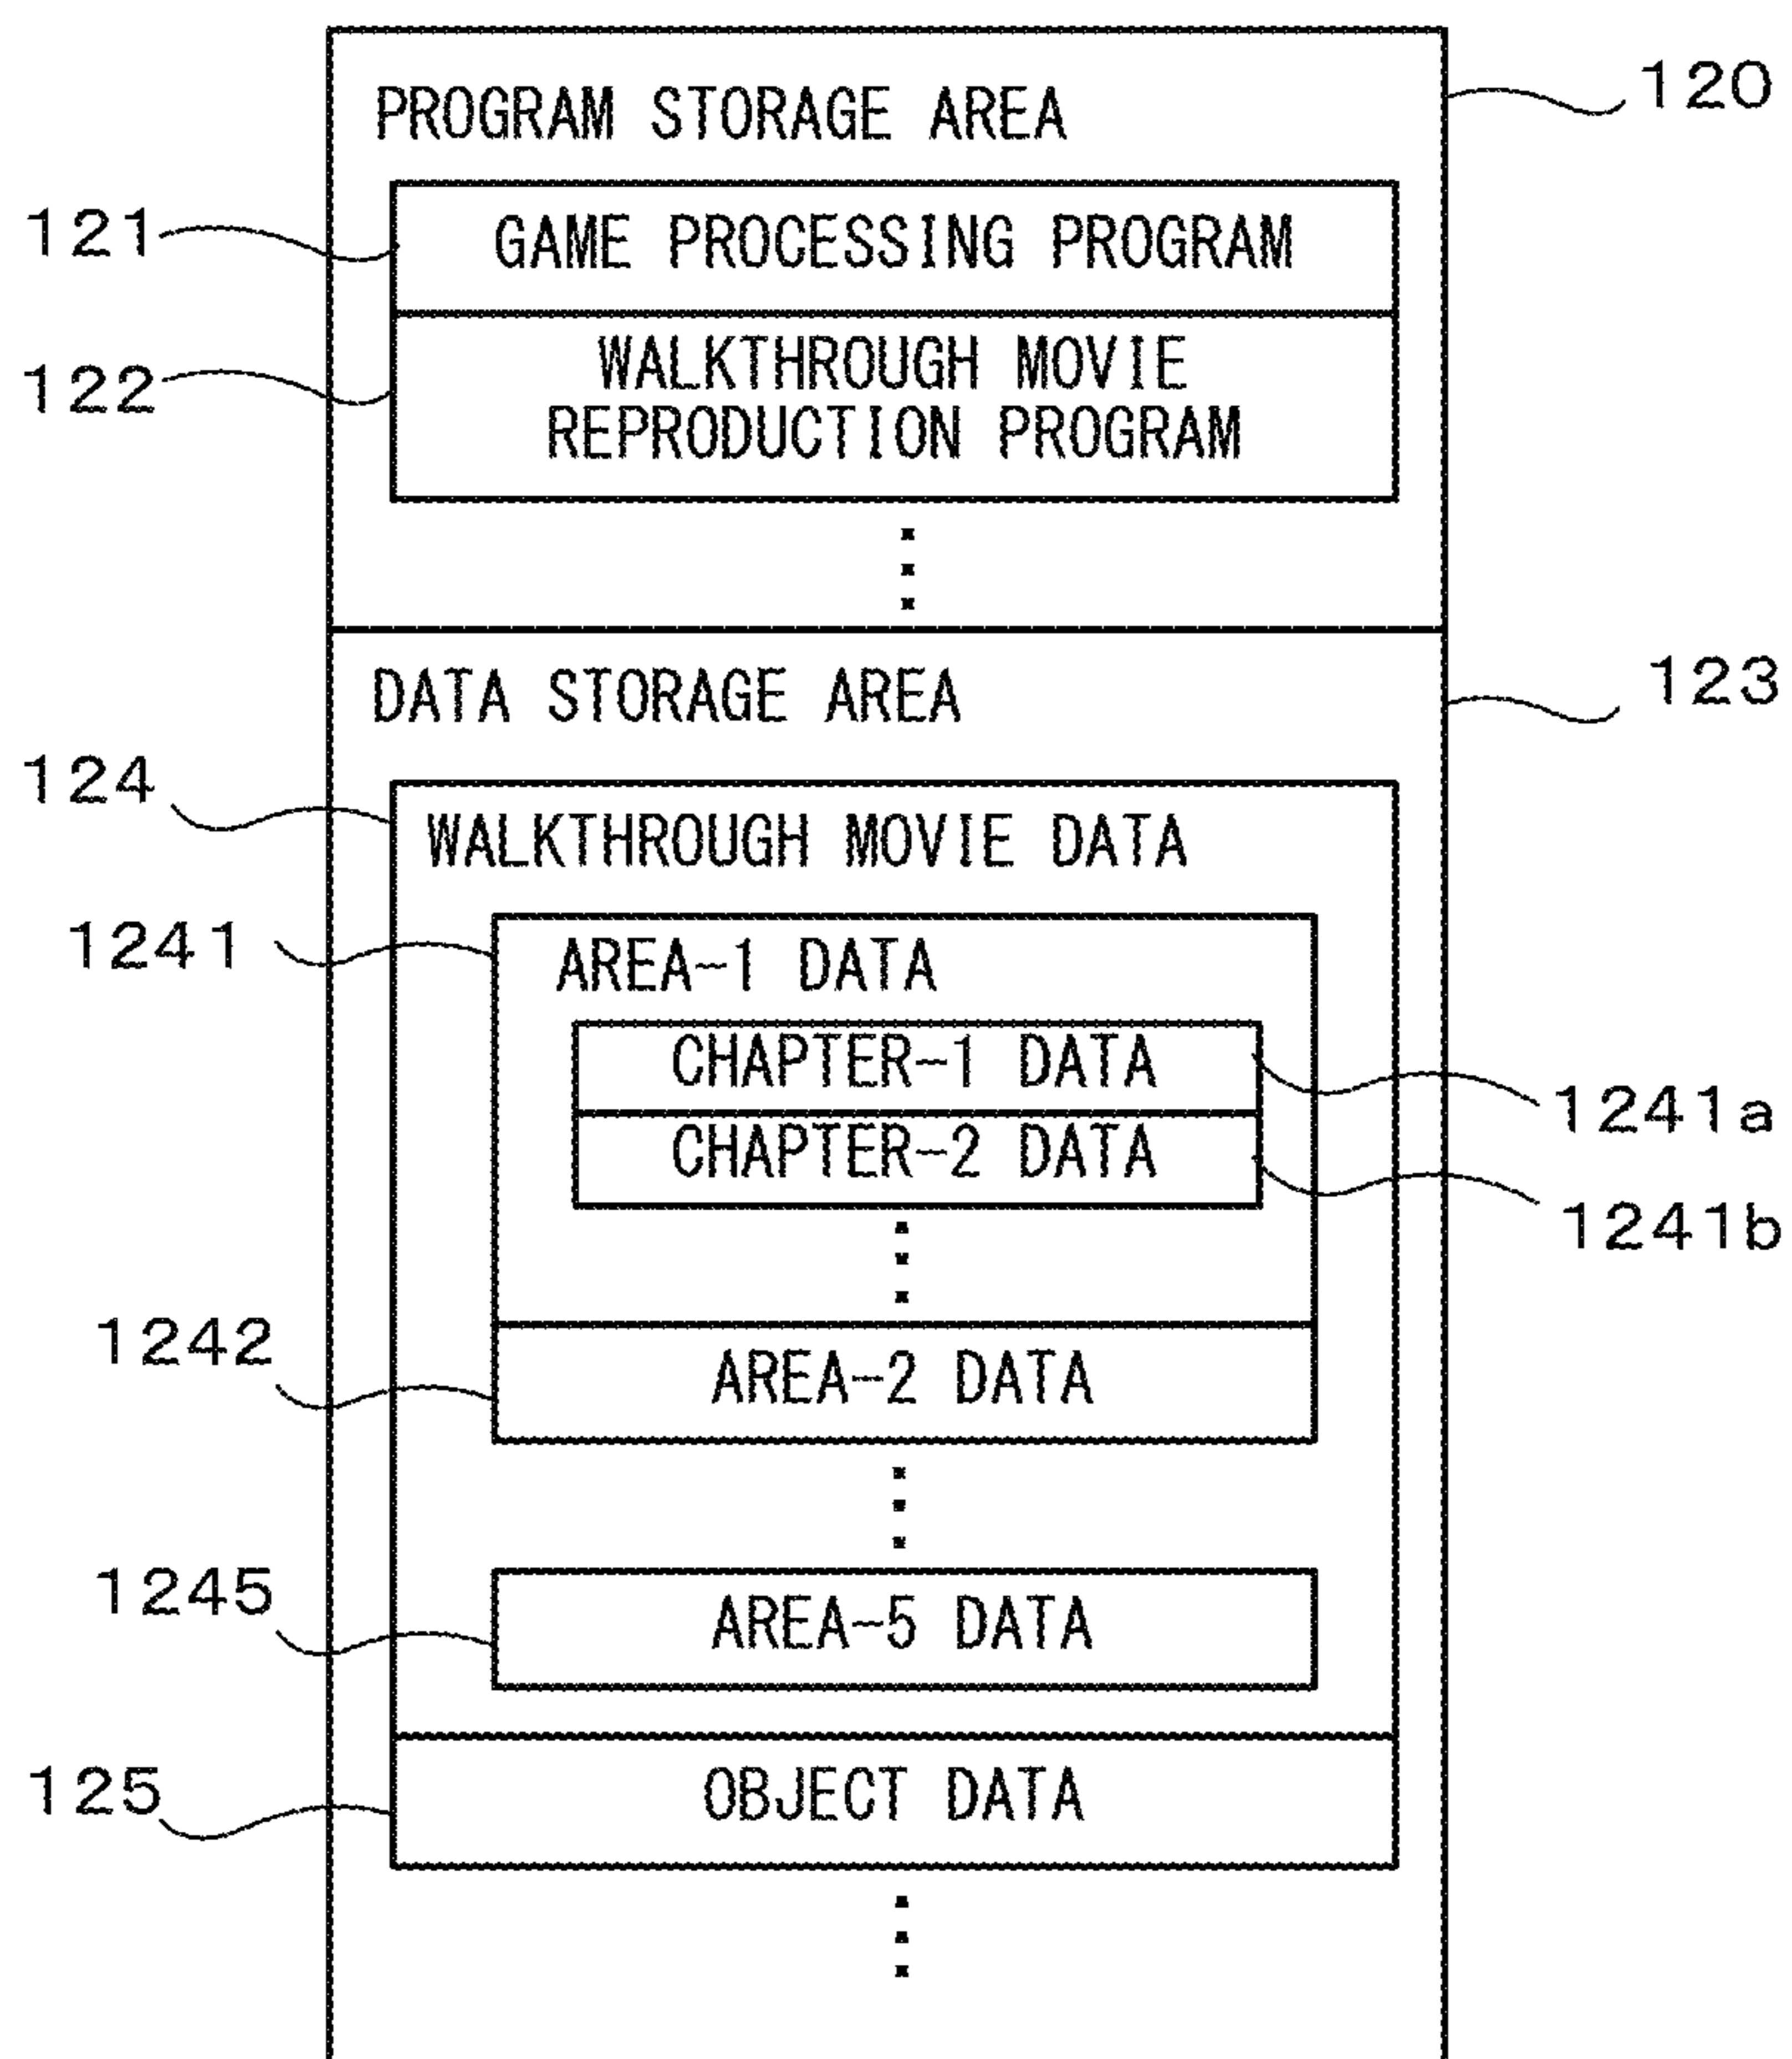 PROGRAM STORAGE AREA
120
121
GAME PROCESSING PROGRAM
122
WALKTHROUGH MOVIE
REPRODUCTION PROGRAM
DATA STORAGE AREA
123
124
WALKTHROUGH MOVIE DATA
1241
AREA-1 DATA
CHAPTER-1 DATA
1241a
CHAPTER-2 DATA
1241b
1242
AREA-2 DATA
1245
AREA-5 DATA
125
OBJECT DATA